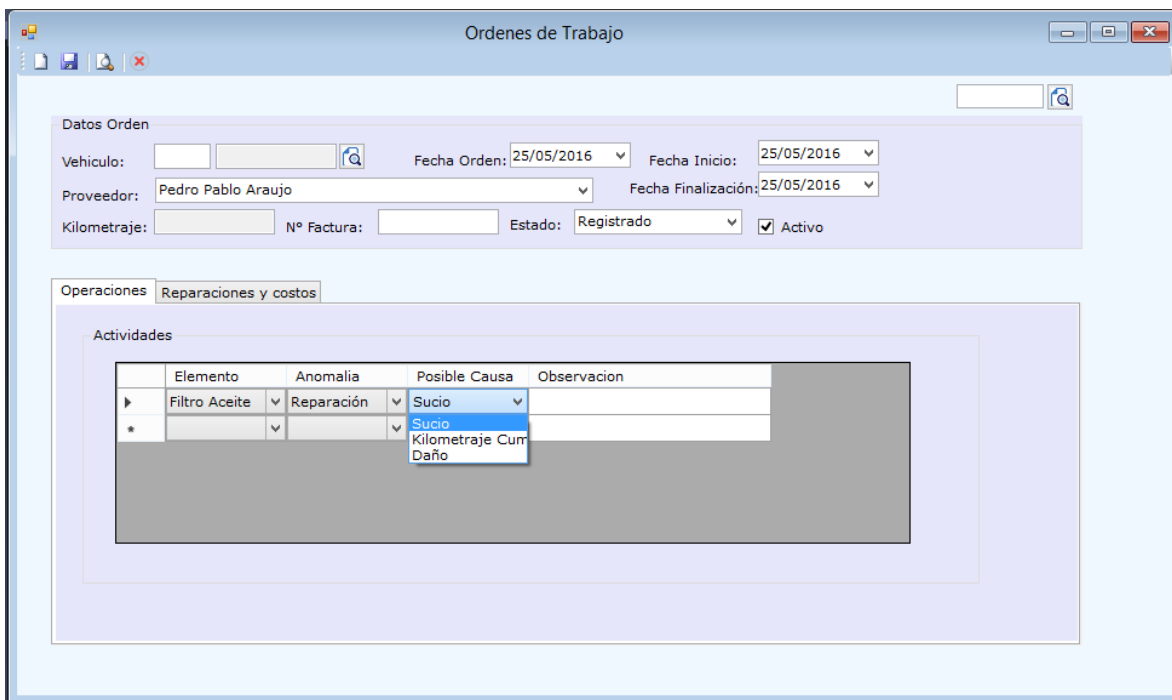 Ordenes de Trabajo
Datos Orden
Vehiculo: Fecha Orden: 25/05/2016 Fecha Inicio: 25/05/2016
Proveedor: Pedro Pablo Araujo Fecha Finalización: 25/05/2016
Kilometraje: Nº Factura: Estado: Registrado Activo
Operaciones Reparaciones y costos
Actividades
Elemento Anomalia Posible Causa Observacion
Filtro Aceite Reparación Sucio
*
Sucio
Kilometraje Cum
Daño